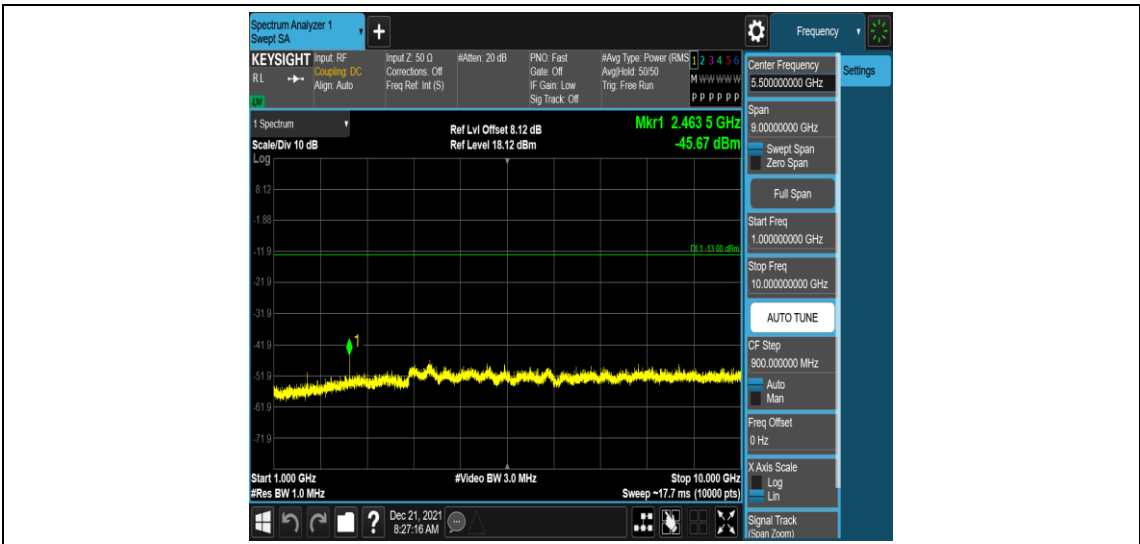 Spectrum Analyzer 1
Swept SA
+
Frequency
KEYSIGHT
RL
LXI
Input: RF
Coupling: DC
Align: Auto
Input Z: 50 Ω
Corrections: Off
Freq Ref: Int (S)
#Atten: 20 dB
PNO: Fast
Gate: Off
IF Gain: Low
Sig Track: Off
#Avg Type: Power (RMS
Avg|Hold: 50/50
Trig: Free Run
1 2 3 4 5 6
M W W W W W
P P P P P P
1 Spectrum
Scale/Div 10 dB
Ref Lvl Offset 8.12 dB
Ref Level 18.12 dBm
Mkr1 2.463 5 GHz
-45.67 dBm
Log
8.12
-1.88
-11.9
DL1 -13.00 dBm
-21.9
-31.9
-41.9
1
-51.9
-61.9
-71.9
Start 1.000 GHz
#Res BW 1.0 MHz
#Video BW 3.0 MHz
Stop 10.000 GHz
Sweep ~17.7 ms (10000 pts)
?
Dec 21, 2021
8:27:16 AM
Center Frequency
5.500000000 GHz
Settings
Span
9.00000000 GHz
Swept Span
Zero Span
Full Span
Start Freq
1.000000000 GHz
Stop Freq
10.000000000 GHz
AUTO TUNE
CF Step
900.000000 MHz
Auto
Man
Freq Offset
0 Hz
X Axis Scale
Log
Lin
Signal Track
(Span Zoom)